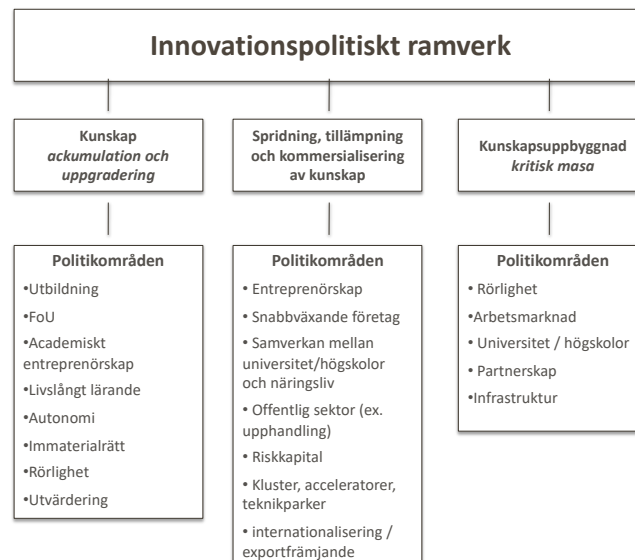 Innovationspolitiskt ramverk
Kunskap
ackumulation och
uppgradering
Spridning, tillämpning
och kommersialisering
av kunskap
Kunskapsuppbyggnad
kritisk masa
Politikområden
•Utbildning
•FoU
•Academiskt
entreprenörskap
•Livslångt lärande
•Autonomi
•Immaterialrätt
•Rörlighet
•Utvärdering
Politikområden
• Entreprenörskap
• Snabbväxande företag
• Samverkan mellan
universitet/högskolor
och näringsliv
• Offentlig sektor (ex.
upphandling)
• Riskkapital
• Kluster, acceleratorer,
teknikparker
• internationalisering /
exportfrämjande
Politikområden
• Rörlighet
•Arbetsmarknad
• Universitet / högskolor
• Partnerskap
•Infrastruktur